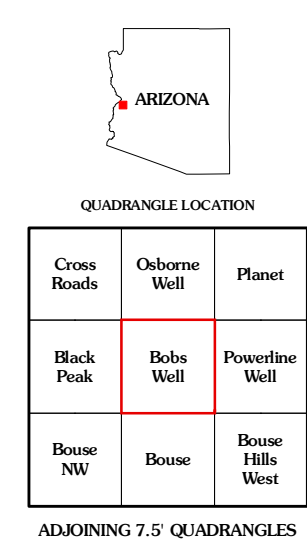 ARIZONA
QUADRANGLE LOCATION
Cross
Roads
Osborne
Well
Planet
Black
Peak
Bobs
Well
Powerline
Well
Bouse
NW
Bouse
Bouse
Hills
West
ADJOINING 7.5' QUADRANGLES